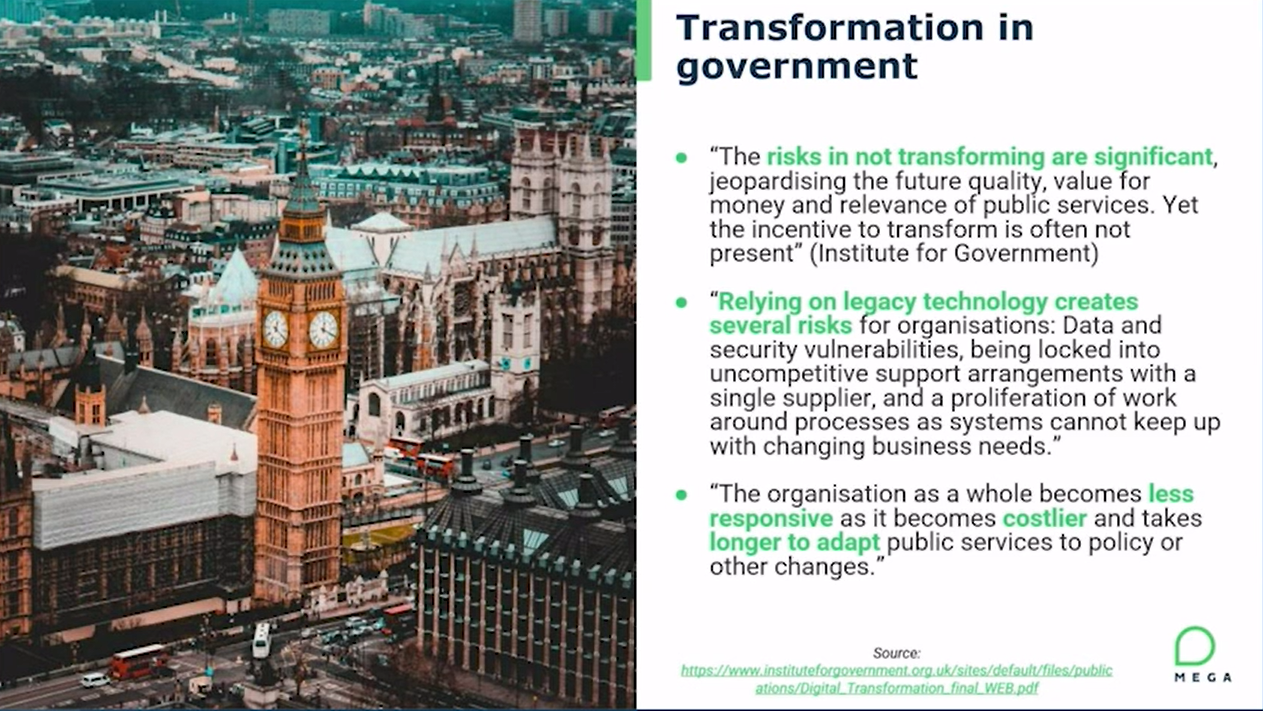 Transformation in
government
● “The risks in not transforming are significant,
jeopardising the future quality, value for
money and relevance of public services. Yet
the incentive to transform is often not
present” (Institute for Government)
● “Relying on legacy technology creates
several risks for organisations: Data and
security vulnerabilities, being locked into
uncompetitive support arrangements with a
single supplier, and a proliferation of work
around processes as systems cannot keep up
with changing business needs.”
● “The organisation as a whole becomes less
responsive as it becomes costlier and takes
longer to adapt public services to policy or
other changes.”
Source:
https://www.instituteforgovernment.org.uk/sites/default/files/public
ations/Digital_Transformation_final_WEB.pdf
MEGA